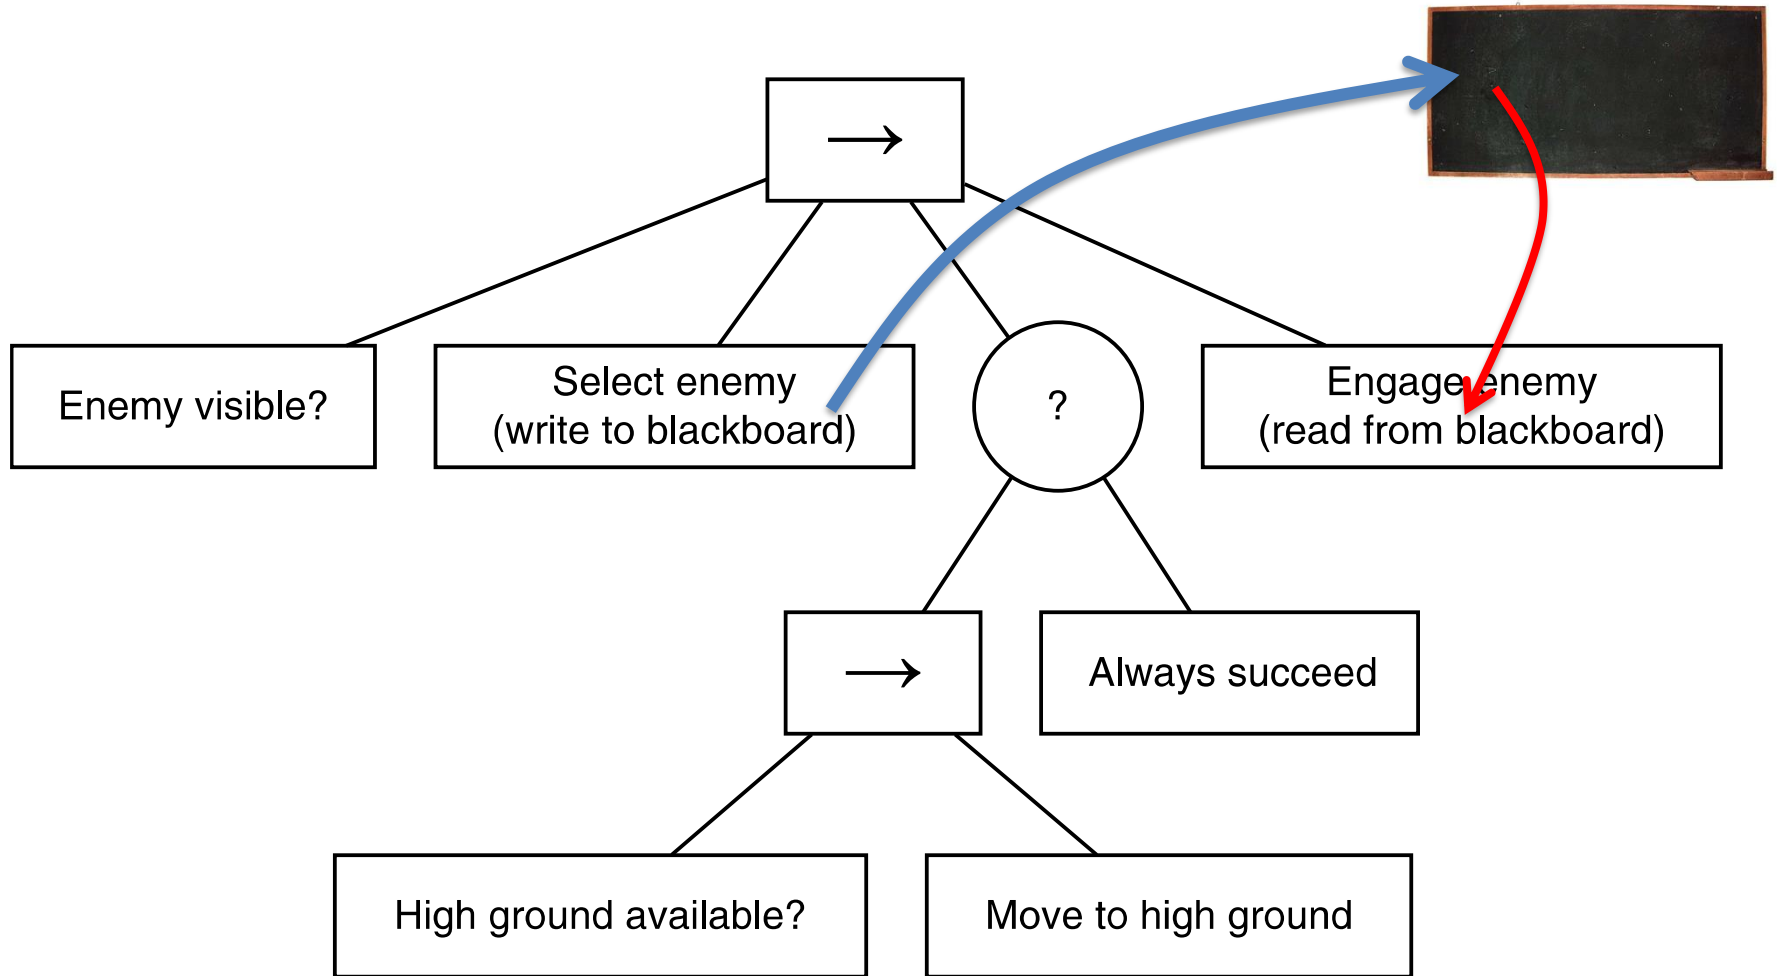 →
Enemy visible?
Select enemy
(write to blackboard)
?
Engage enemy
(read from blackboard)
→
Always succeed
High ground available?
Move to high ground